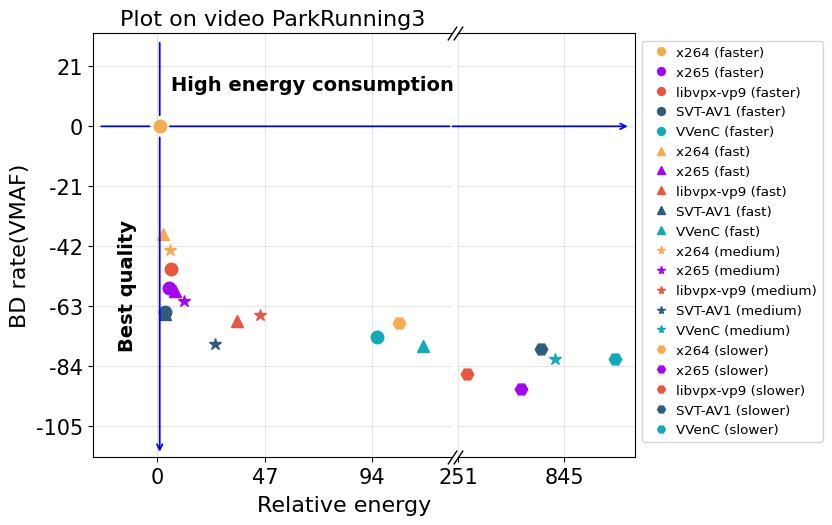 Plot on video ParkRunning3
21
0
-21
-42
-63
-84
-105
BD rate(VMAF)
High energy consumption
Best quality
0
47
94
251
845
Relative energy
x264 (faster)
x265 (faster)
libvpx-vp9 (faster)
SVT-AV1 (faster)
VVenC (faster)
x264 (fast)
x265 (fast)
libvpx-vp9 (fast)
SVT-AV1 (fast)
VVenC (fast)
x264 (medium)
x265 (medium)
libvpx-vp9 (medium)
SVT-AV1 (medium)
VVenC (medium)
x264 (slower)
x265 (slower)
libvpx-vp9 (slower)
SVT-AV1 (slower)
VVenC (slower)